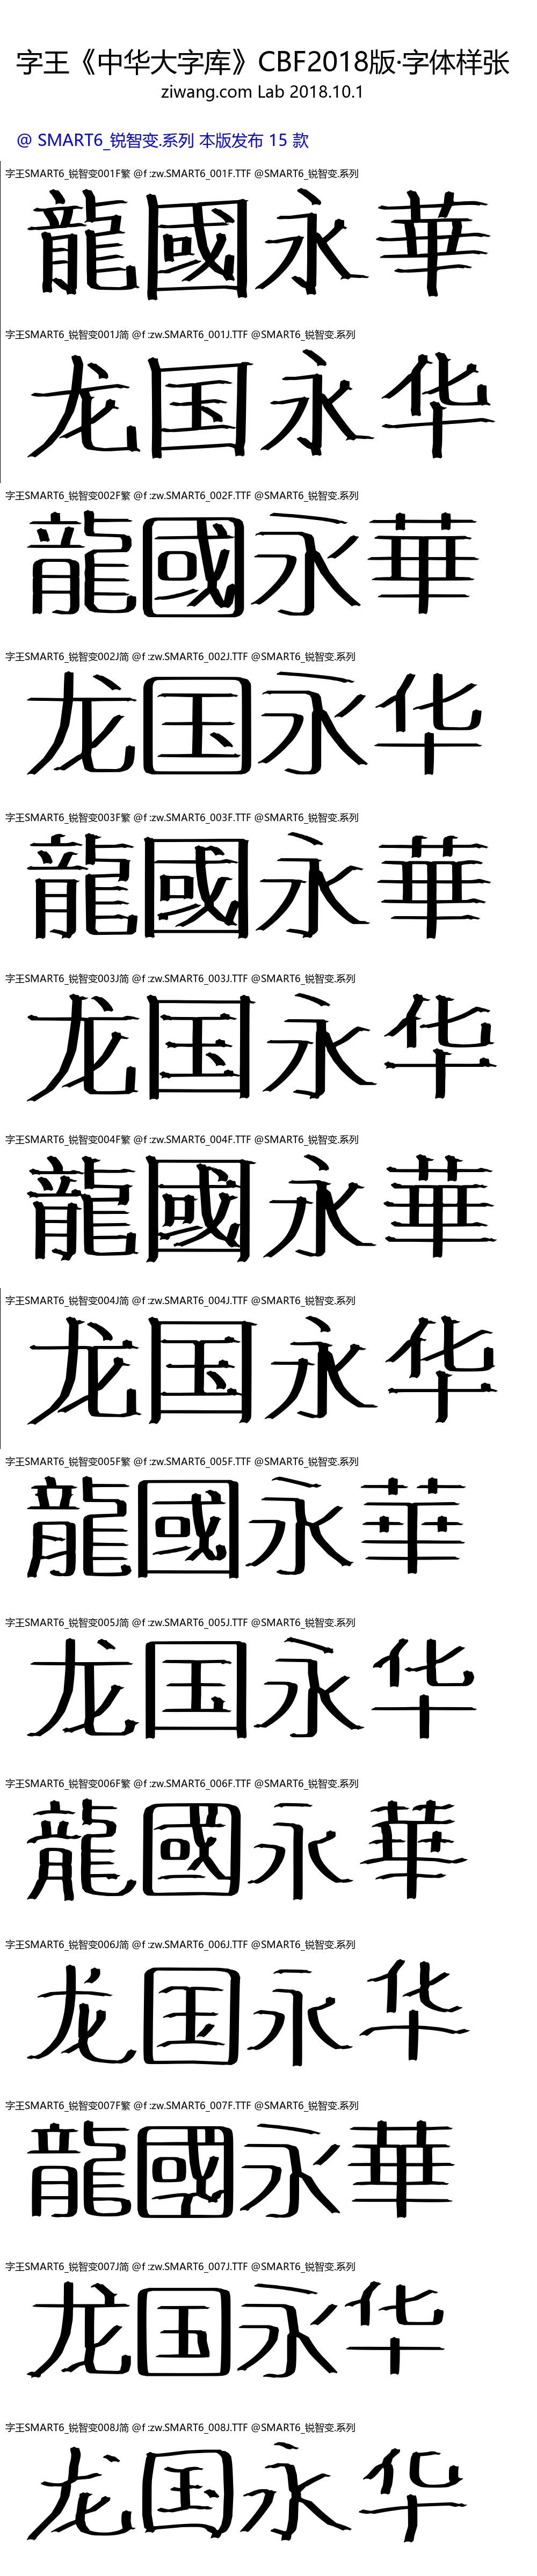 字王《中华大字库》CBF2018版·字体样张
ziwang.com Lab 2018.10.1
@ SMART6_锐智变.系列 本版发布 15 款
字王SMART6_锐智变001F繁 @f :zw.SMART6_001F.TTF @SMART6_锐智变.系列
龍國永華
字王SMART6_锐智变001J简 @f :zw.SMART6_001J.TTF @SMART6_锐智变.系列
龙国永华
字王SMART6_锐智变002F繁 @f :zw.SMART6_002F.TTF @SMART6_锐智变.系列
龍國永華
字王SMART6_锐智变002J简 @f :zw.SMART6_002J.TTF @SMART6_锐智变.系列
龙国永华
字王SMART6_锐智变003F繁 @f :zw.SMART6_003F.TTF @SMART6_锐智变.系列
龍國永華
字王SMART6_锐智变003J简 @f :zw.SMART6_003J.TTF @SMART6_锐智变.系列
龙国永华
字王SMART6_锐智变004F繁 @f :zw.SMART6_004F.TTF @SMART6_锐智变.系列
龍國永華
字王SMART6_锐智变004J简 @f :zw.SMART6_004J.TTF @SMART6_锐智变.系列
龙国永华
字王SMART6_锐智变005F繁 @f :zw.SMART6_005F.TTF @SMART6_锐智变.系列
龍國永華
字王SMART6_锐智变005J简 @f :zw.SMART6_005J.TTF @SMART6_锐智变.系列
龙国永华
字王SMART6_锐智变006F繁 @f :zw.SMART6_006F.TTF @SMART6_锐智变.系列
龍國永華
字王SMART6_锐智变006J简 @f :zw.SMART6_006J.TTF @SMART6_锐智变.系列
龙国永华
字王SMART6_锐智变007F繁 @f :zw.SMART6_007F.TTF @SMART6_锐智变.系列
龍國永華
字王SMART6_锐智变007J简 @f :zw.SMART6_007J.TTF @SMART6_锐智变.系列
龙国永华
字王SMART6_锐智变008J简 @f :zw.SMART6_008J.TTF @SMART6_锐智变.系列
龙国永华